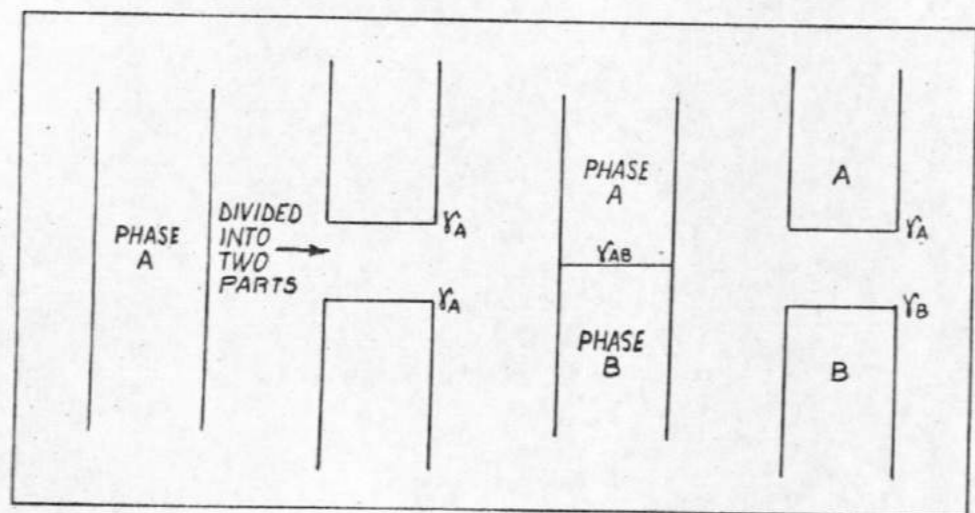 PHASE
A
DIVIDED
INTO
TWO
PARTS
γA
γA
PHASE
A
γAB
PHASE
B
A
γA
γB
B